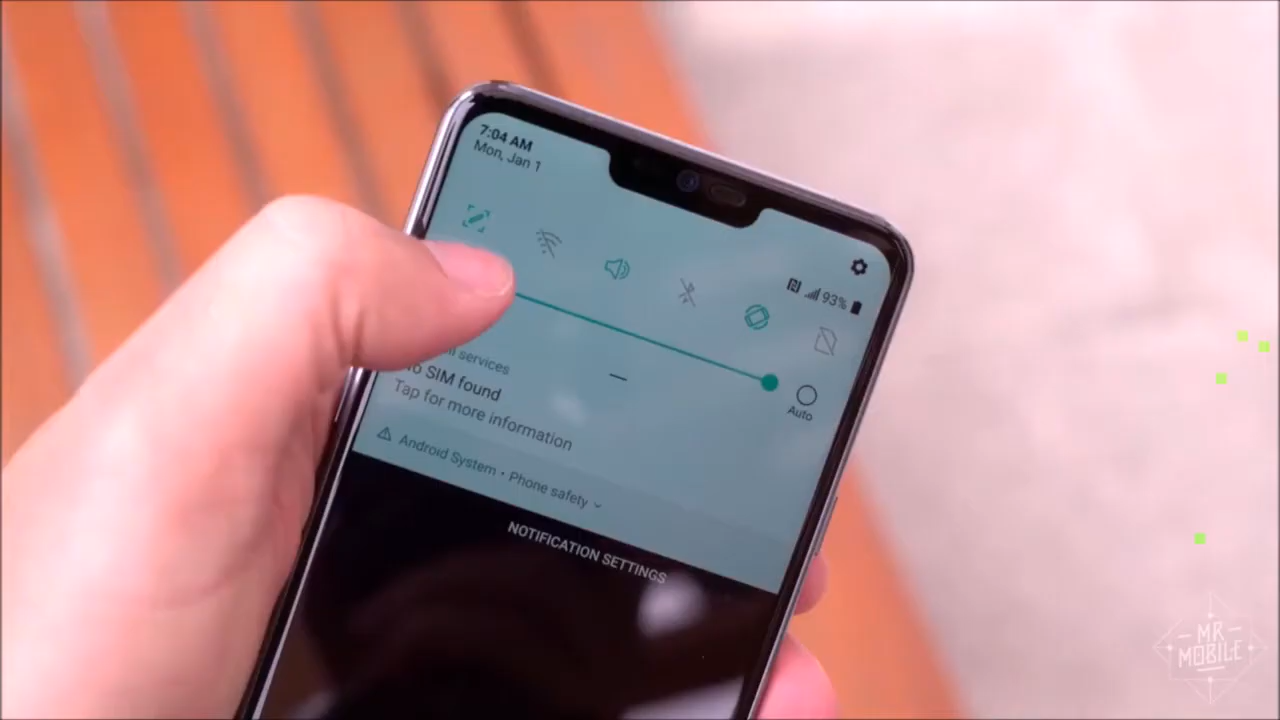 7:04 AM
Mon, Jan 1
93%
Auto
services
No SIM found
Tap for more information
Android System • Phone safety
NOTIFICATION SETTINGS
MR
MOBILE